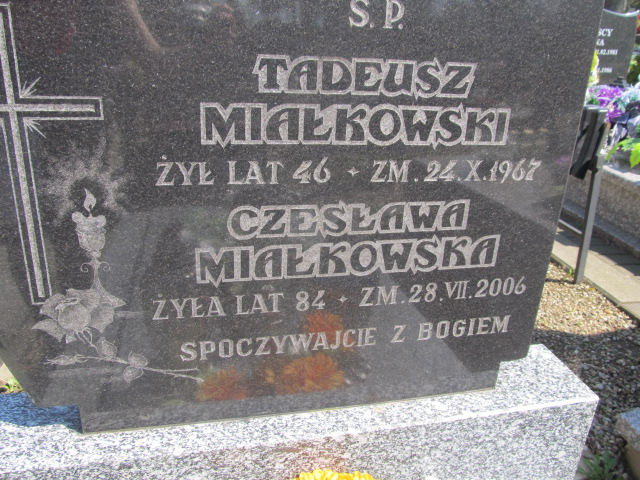 Ś.P.
TADEUSZ
MIAŁKOWSKI
ŻYŁ LAT 46 - ZM. 24.X.1967
CZESŁAWA
MIAŁKOWSKA
ŻYŁA LAT 84 - ZM. 28.VII.2006
SPOCZYWAJCIE Z BOGIEM